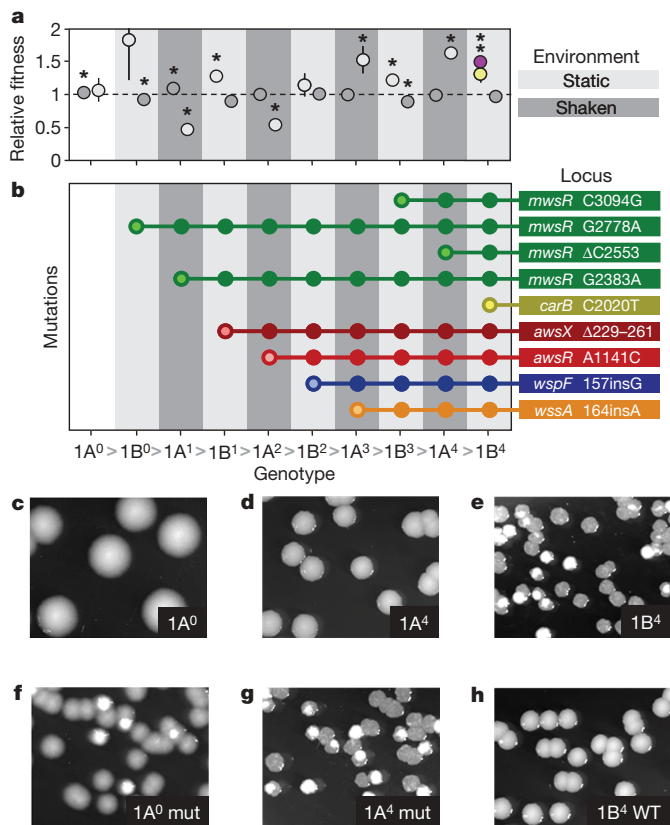 a
Relative fitness
2
1.5
1
0.5
0
* * * * * * * * * * * *
Environment
Static
Shaken
b
Mutations
Locus
mwsR C3094G
mwsR G2778A
mwsR ΔC2553
mwsR G2383A
carB C2020T
awsX Δ229–261
awsR A1141C
wspF 157insG
wssA 164insA
1A⁰ > 1B⁰ > 1A¹ > 1B¹ > 1A² > 1B² > 1A³ > 1B³ > 1A⁴ > 1B⁴
Genotype
c
1A⁰
d
1A⁴
e
1B⁴
f
1A⁰ mut
g
1A⁴ mut
h
1B⁴ WT